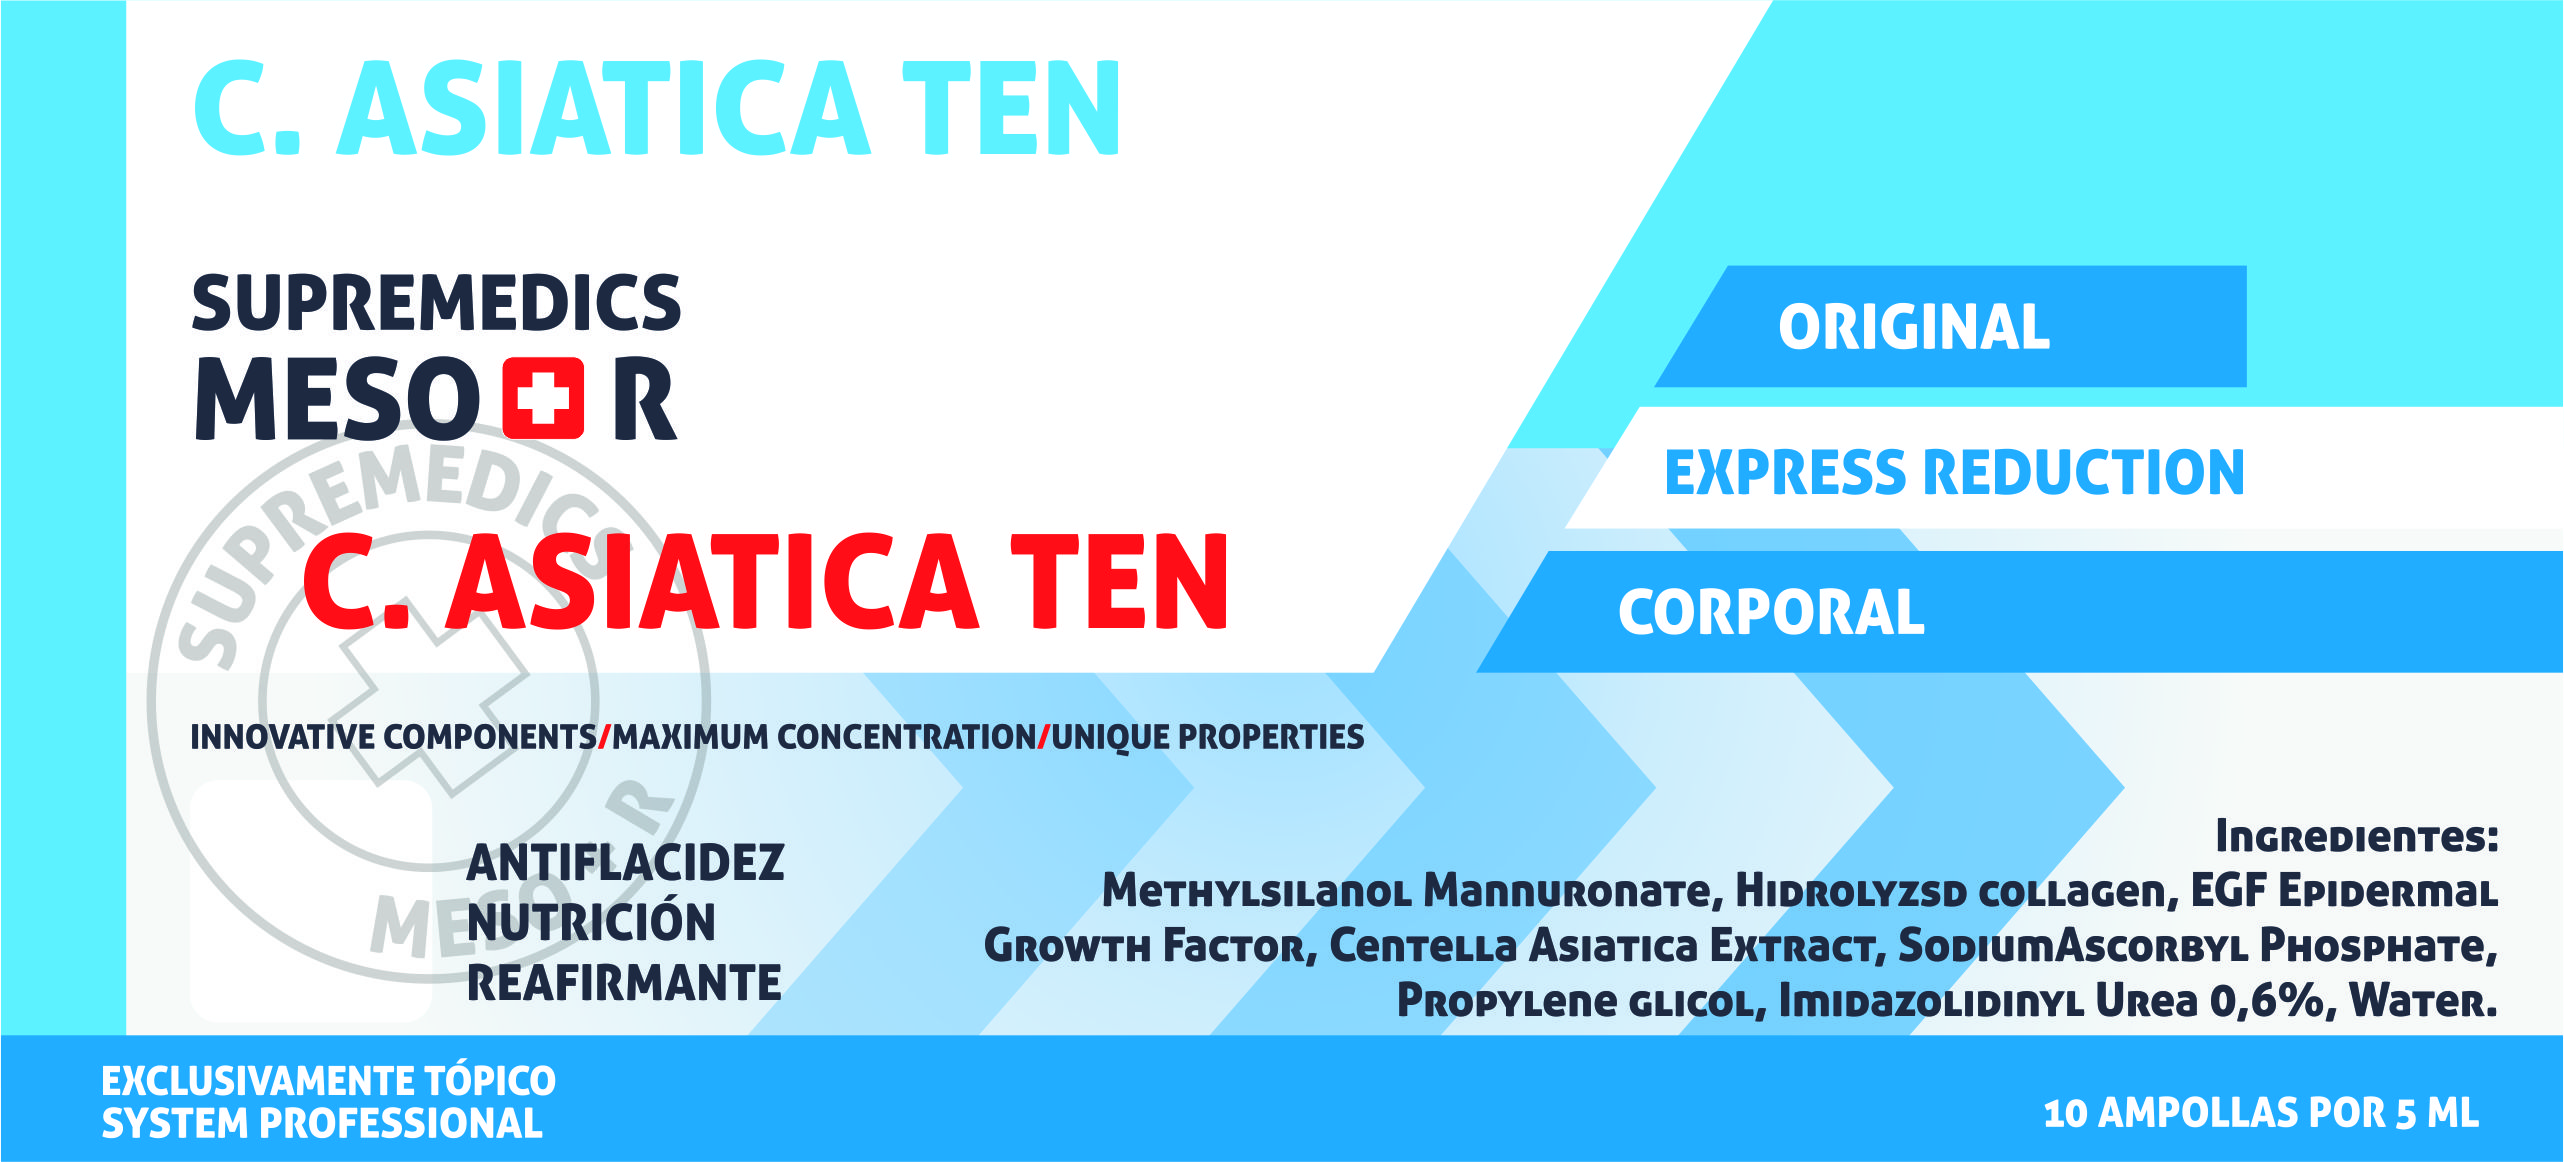 C. ASIATICA TEN
SUPREMEDICS
MESO R
SUPREMEDICS
MESO R
C. ASIATICA TEN
ORIGINAL
EXPRESS REDUCTION
CORPORAL
INNOVATIVE COMPONENTS/MAXIMUM CONCENTRATION/UNIQUE PROPERTIES
ANTIFLACIDEZ
NUTRICIÓN
REAFIRMANTE
Ingredientes:
Methylsilanol Mannuronate, Hidrolyzsd collagen, EGF Epidermal
Growth Factor, Centella Asiatica Extract, SodiumAscorbyl Phosphate,
Propylene glicol, Imidazolidinyl Urea 0,6%, Water.
EXCLUSIVAMENTE TÓPICO
SYSTEM PROFESSIONAL
10 AMPOLLAS POR 5 ML